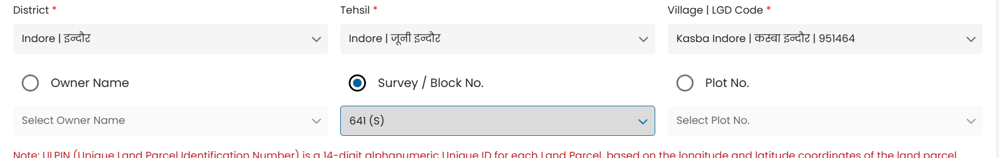 District *
Tehsil *
Village | LGD Code *
Indore | इन्दौर
Indore | जूनी इन्दौर
Kasba Indore | कस्बा इन्दौर | 951464
Owner Name
Survey / Block No.
Plot No.
Select Owner Name
641 (S)
Select Plot No.
Note: ULPIN (Unique Land Parcel Identification Number) is a 14-digit alphanumeric Unique ID for each Land Parcel, based on the longitude and latitude coordinates of the land parcel